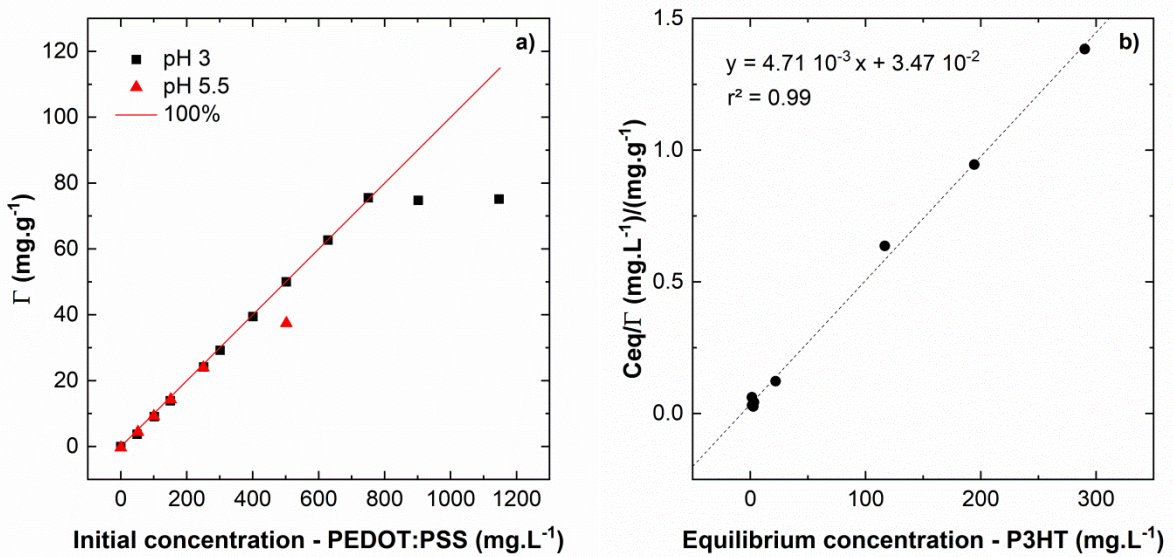 a)
pH 3
pH 5.5
100%
120
100
80
60
40
20
0
Γ (mg.g⁻¹)
0 200 400 600 800 1000 1200
Initial concentration - PEDOT:PSS (mg.L⁻¹)
b)
y = 4.71 10⁻³ x + 3.47 10⁻²
r² = 0.99
1.5
1.0
0.5
0.0
Ceq/Γ (mg.L⁻¹)/(mg.g⁻¹)
0 100 200 300
Equilibrium concentration - P3HT (mg.L⁻¹)